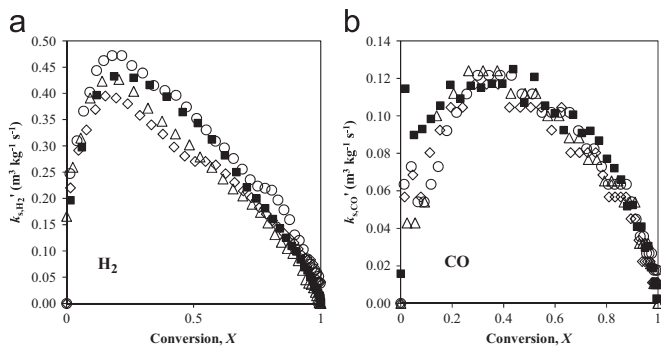 a
k s,H2' (m³ kg⁻¹ s⁻¹)
0.50
0.45
0.40
0.35
0.30
0.25
0.20
0.15
0.10
0.05
0.00
H₂
0 0.5 1
Conversion, X
b
k s,CO' (m³ kg⁻¹ s⁻¹)
0.14
0.12
0.10
0.08
0.06
0.04
0.02
0.00
CO
0 0.2 0.4 0.6 0.8 1
Conversion, X